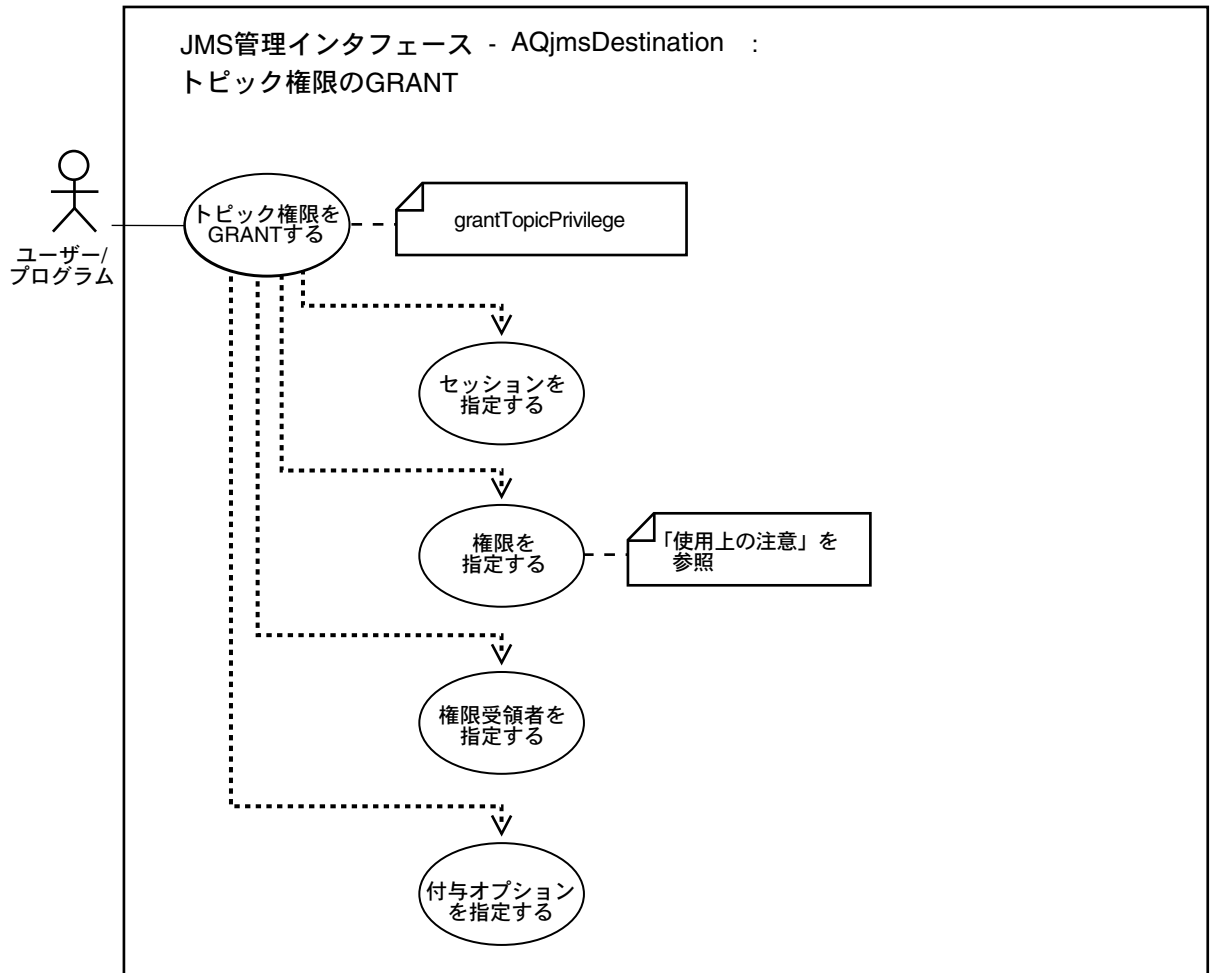 JMS管理インタフェース - AQjmsDestination :
トピック権限のGRANT
ユーザー/
プログラム
トピック権限を
GRANTする
grantTopicPrivilege
セッションを
指定する
権限を
指定する
「使用上の注意」を
参照
権限受領者を
指定する
付与オプション
を指定する